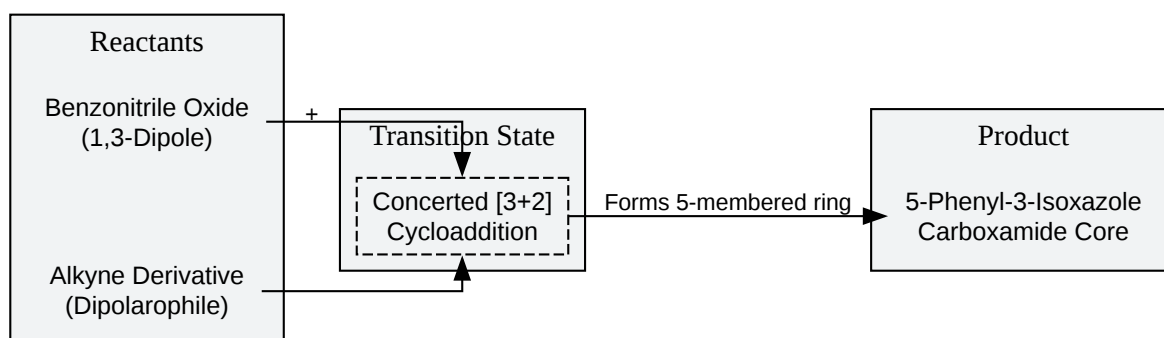 Reactants
Benzonitrile Oxide
(1,3-Dipole)
+
Alkyne Derivative
(Dipolarophile)
Transition State
Concerted [3+2]
Cycloaddition
Forms 5-membered ring
Product
5-Phenyl-3-Isoxazole
Carboxamide Core